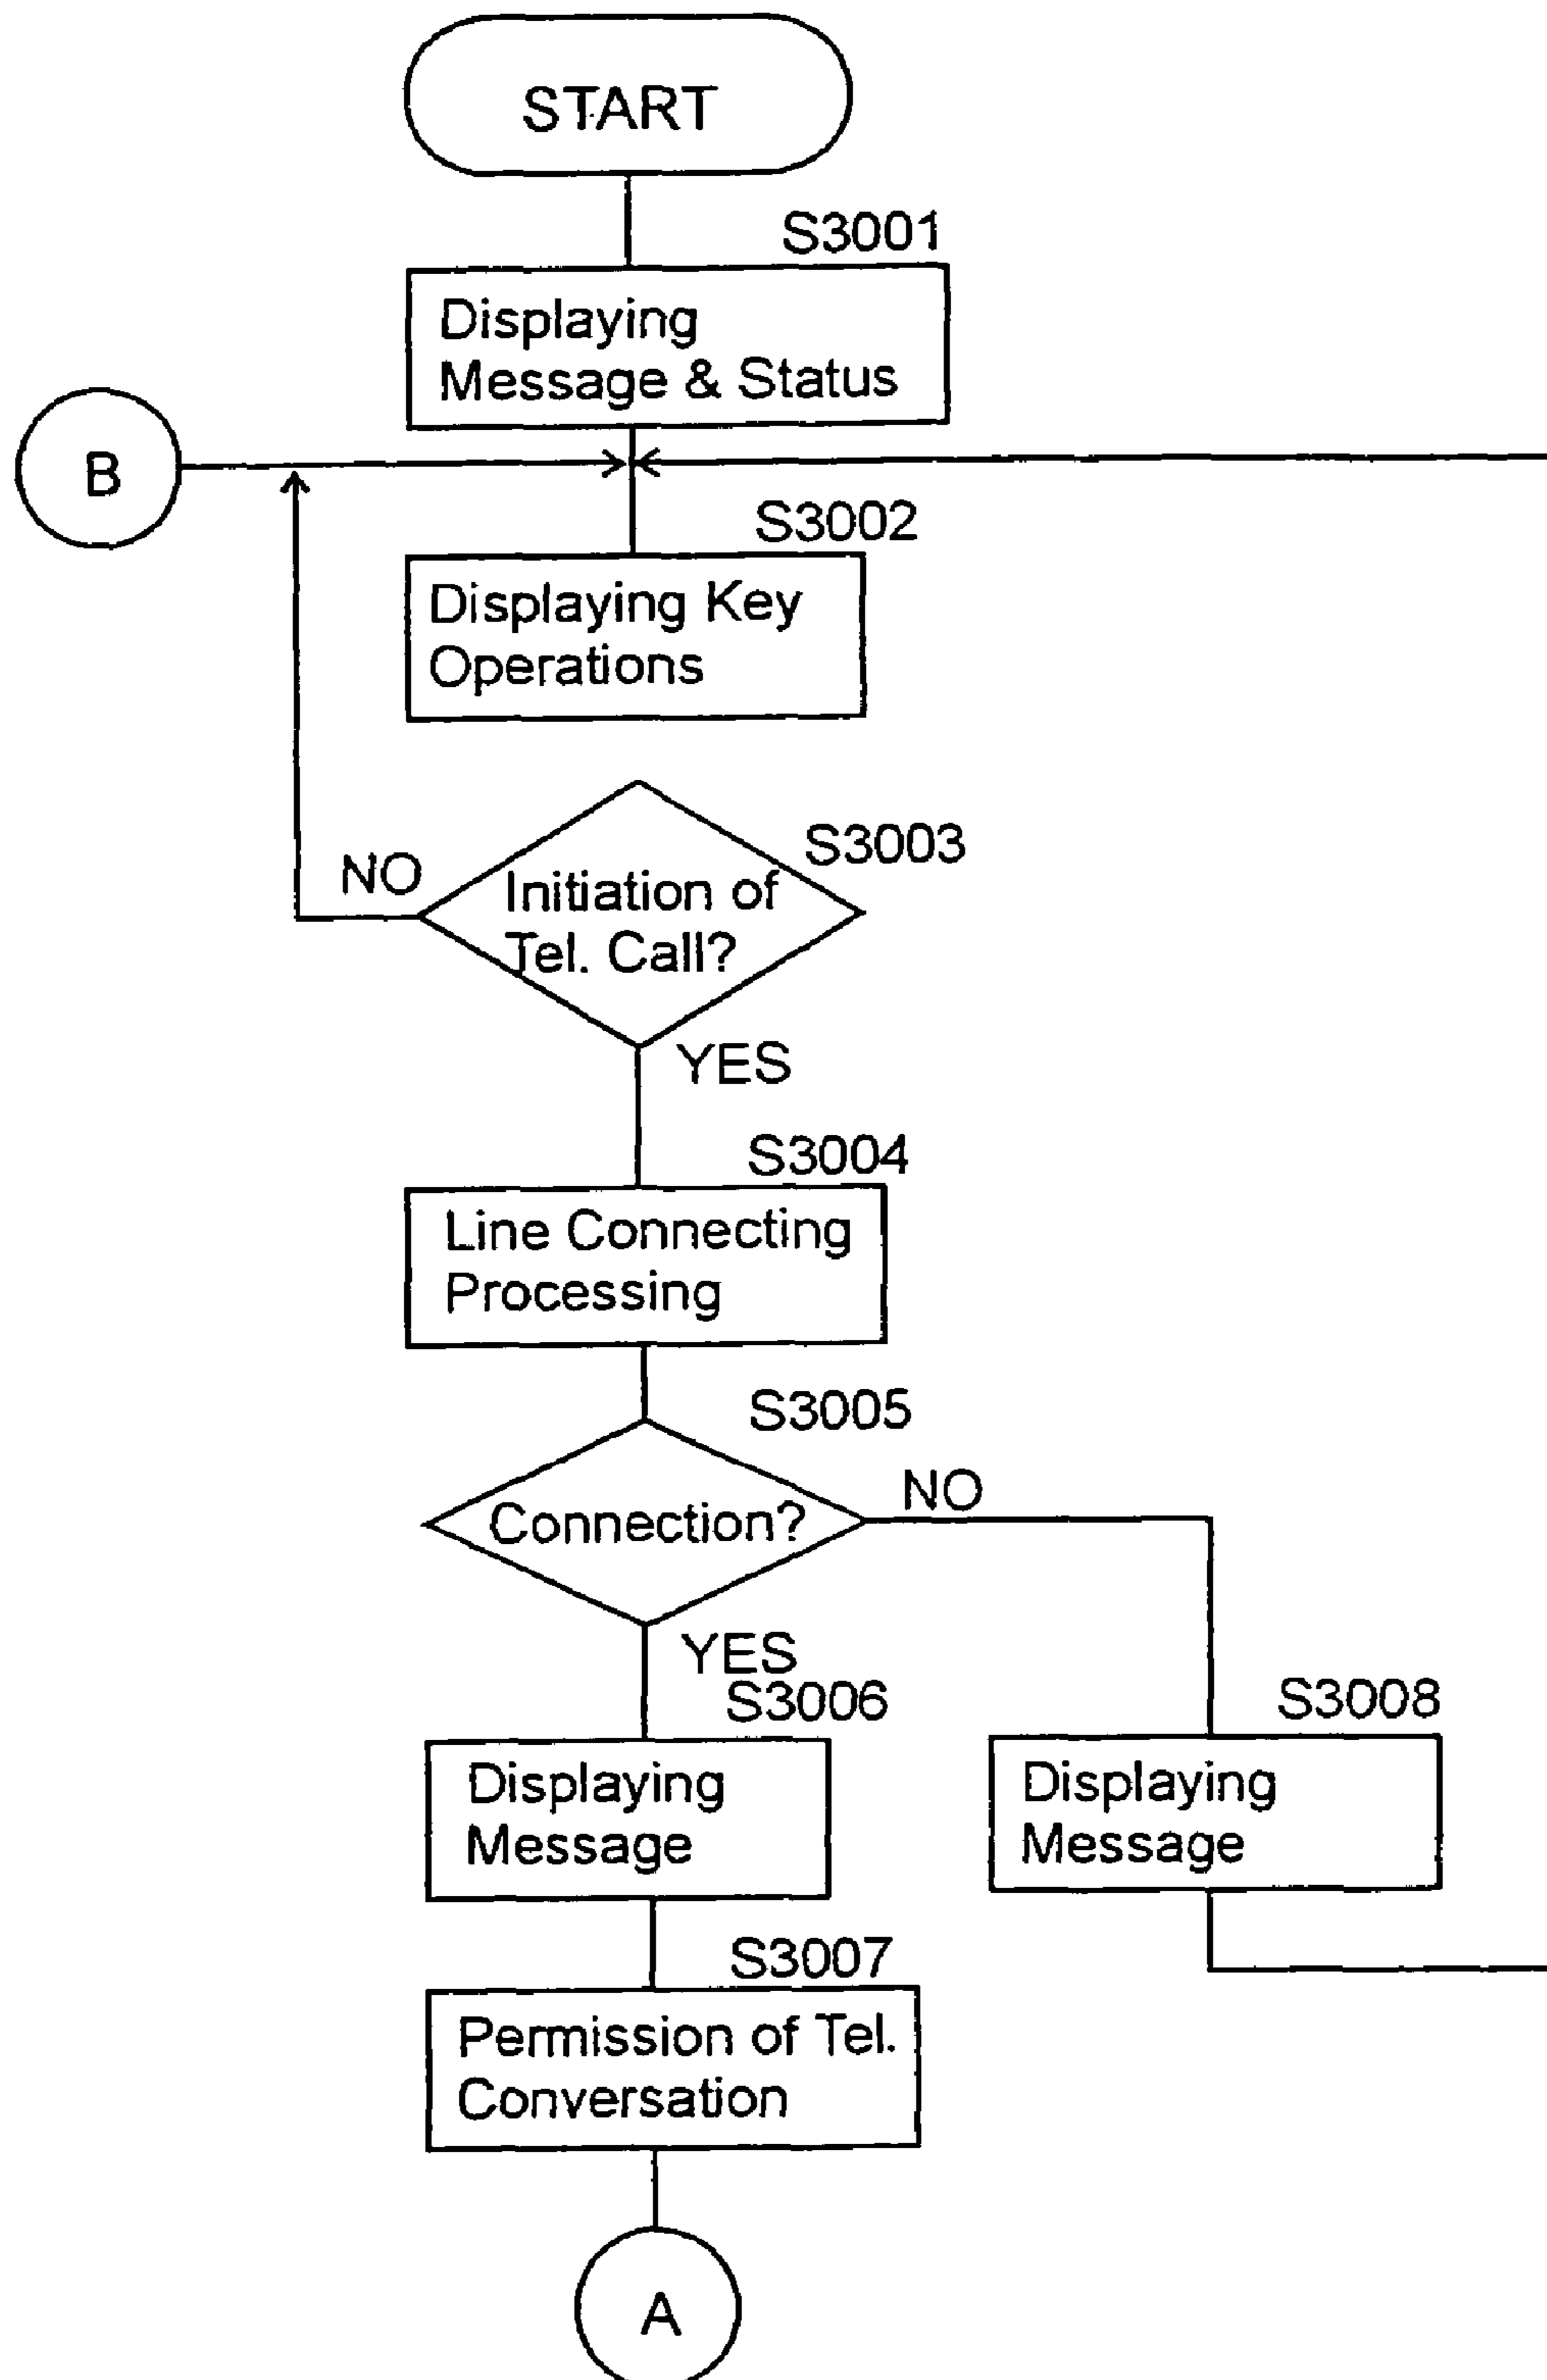 START
S3001
Displaying
Message & Status
B
S3002
Displaying Key
Operations
S3003
NO
Initiation of
Tel. Call?
YES
S3004
Line Connecting
Processing
S3005
Connection?
NO
YES
S3006
Displaying
Message
S3008
Displaying
Message
S3007
Permission of Tel.
Conversation
A